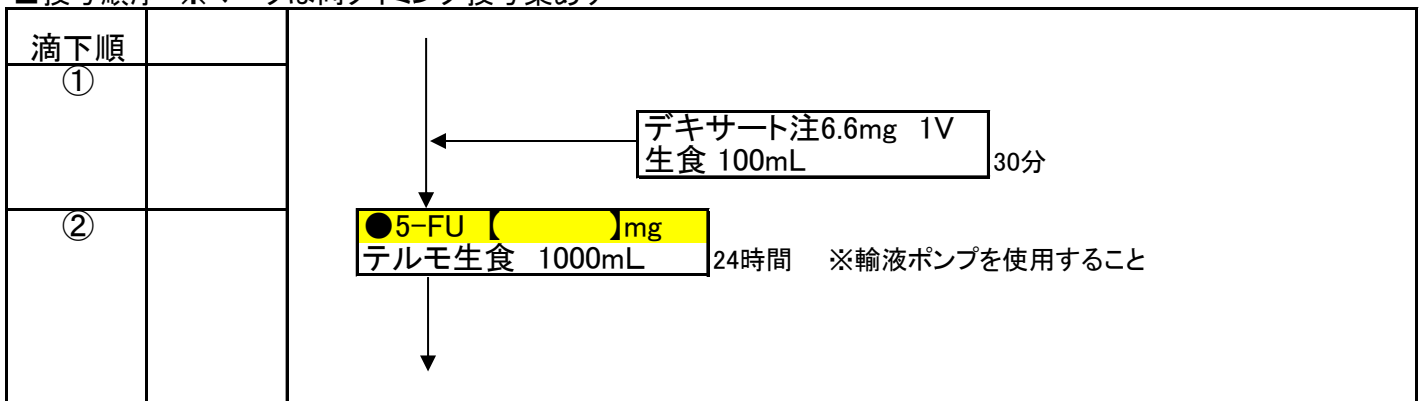 滴下順
①
デキサート注6.6mg 1V
生食 100mL
30分
②
●5-FU 【 】mg
テルモ生食 1000mL
24時間 ※輸液ポンプを使用すること